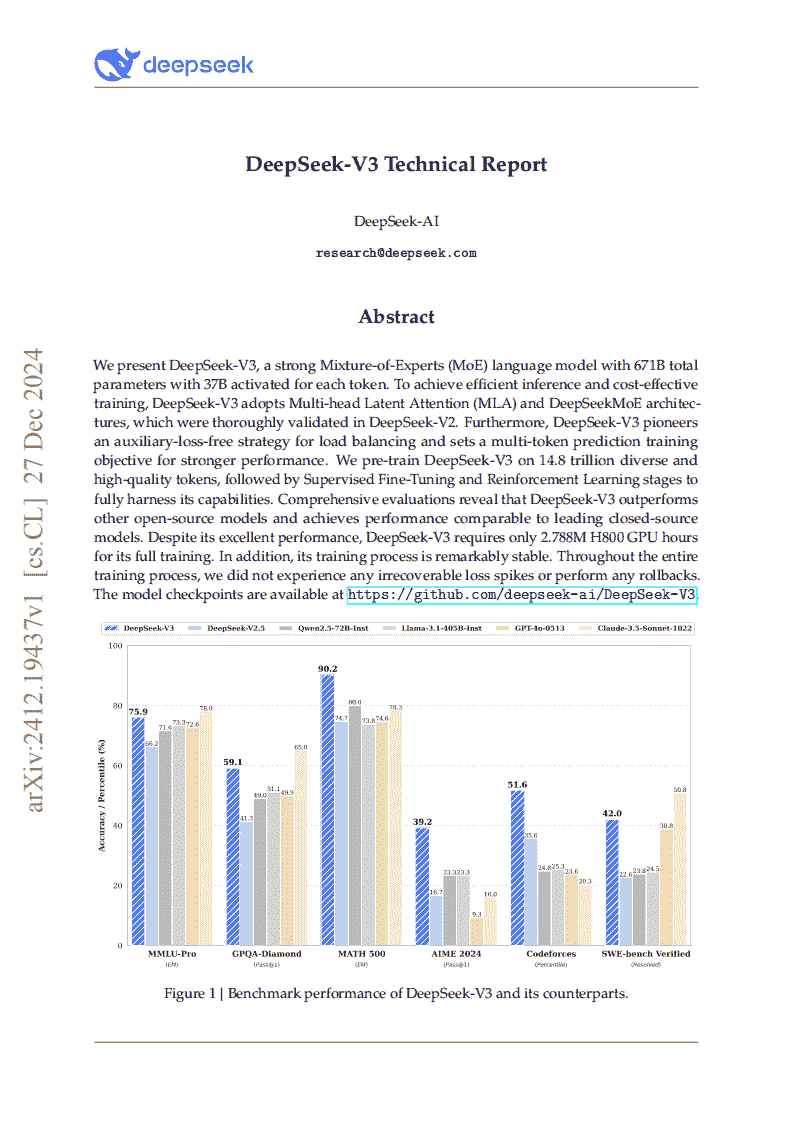 deepseek
DeepSeek-V3 Technical Report
DeepSeek-AI
research@deepseek.com
Abstract
We present DeepSeek-V3, a strong Mixture-of-Experts (MoE) language model with 671B total
parameters with 37B activated for each token. To achieve efficient inference and cost-effective
training, DeepSeek-V3 adopts Multi-head Latent Attention (MLA) and DeepSeekMoE architec-
tures, which were thoroughly validated in DeepSeek-V2. Furthermore, DeepSeek-V3 pioneers
an auxiliary-loss-free strategy for load balancing and sets a multi-token prediction training
objective for stronger performance. We pre-train DeepSeek-V3 on 14.8 trillion diverse and
high-quality tokens, followed by Supervised Fine-Tuning and Reinforcement Learning stages to
fully harness its capabilities. Comprehensive evaluations reveal that DeepSeek-V3 outperforms
other open-source models and achieves performance comparable to leading closed-source
models. Despite its excellent performance, DeepSeek-V3 requires only 2.788M H800 GPU hours
for its full training. In addition, its training process is remarkably stable. Throughout the entire
training process, we did not experience any irrecoverable loss spikes or perform any rollbacks.
The model checkpoints are available at https://github.com/deepseek-ai/DeepSeek-V3.
arXiv:2412.19437v1 [cs.CL] 27 Dec 2024
DeepSeek-V3 DeepSeek-V2.5 Qwen2.5-72B-Inst Llama-3.1-405B-Inst GPT-4o-0513 Claude-3.5-Sonnet-1022
Accuracy / Percentile (%)
100
80
60
40
20
0
75.9 66.2 71.6 73.3 72.6 78.0
59.1 41.3 49.0 51.1 49.9 65.0
90.2 74.7 80.0 73.8 74.6 78.3
39.2 16.7 23.3 23.3 9.3 16.0
51.6 35.6 24.8 25.3 23.6 20.3
42.0 22.6 23.8 24.5 38.8 50.8
MMLU-Pro GPQA-Diamond MATH 500 AIME 2024 Codeforces SWE-bench Verified
(EM) (Pass@1) (EM) (Pass@1) (Percentile) (Resolved)
Figure 1 | Benchmark performance of DeepSeek-V3 and its counterparts.